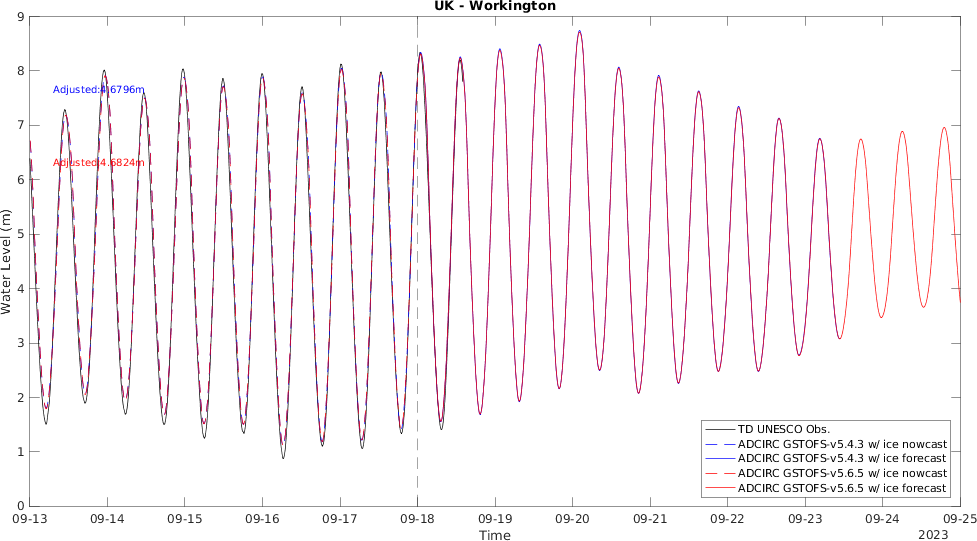 UK - Workington
9
8
7
6
5
4
3
2
1
0
Water Level (m)
Adjusted:4.6796m
Adjusted:4.6824m
TD UNESCO Obs.
ADCIRC GSTOFS-v5.4.3 w/ ice nowcast
ADCIRC GSTOFS-v5.4.3 w/ ice forecast
ADCIRC GSTOFS-v5.6.5 w/ ice nowcast
ADCIRC GSTOFS-v5.6.5 w/ ice forecast
09-13 09-14 09-15 09-16 09-17 09-18 09-19 09-20 09-21 09-22 09-23 09-24 09-25
Time
2023